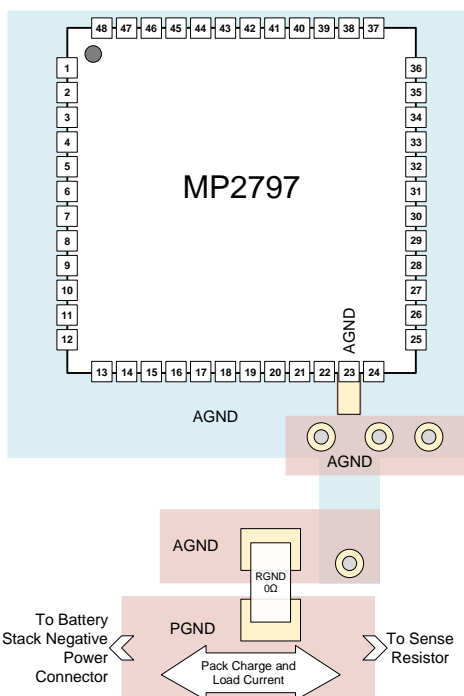 48 47 46 45 44 43 42 41 40 39 38 37
1
2
3
4
5
6
7
8
9
10
11
12
36
35
34
33
32
31
30
29
28
27
26
25
MP2797
AGND
13 14 15 16 17 18 19 20 21 22 23 24
AGND
AGND
AGND
RGND
0Ω
PGND
To Battery
Stack Negative
Power
Connector
Pack Charge and
Load Current
To Sense
Resistor